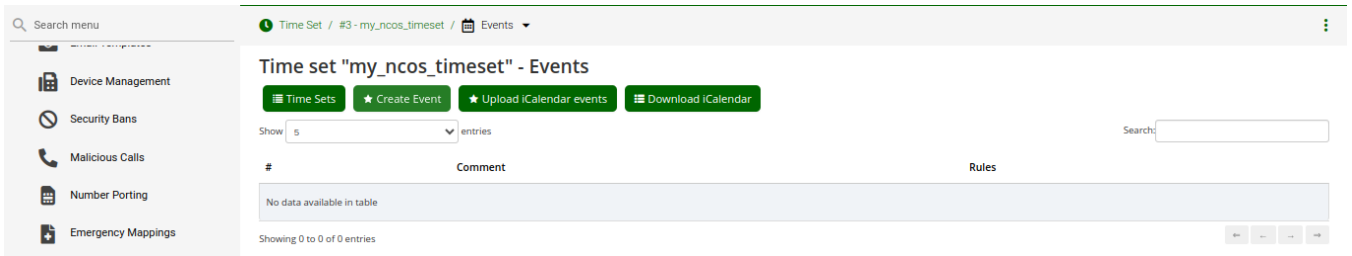 Search menu
Time Set / #3 - my_ncos_timeset / Events
Email Templates
Device Management
Security Bans
Malicious Calls
Number Porting
Emergency Mappings
Time set "my_ncos_timeset" - Events
Time Sets Create Event Upload iCalendar events Download iCalendar
Show 5 entries Search:
# Comment Rules
No data available in table
Showing 0 to 0 of 0 entries
← ← → ⇒